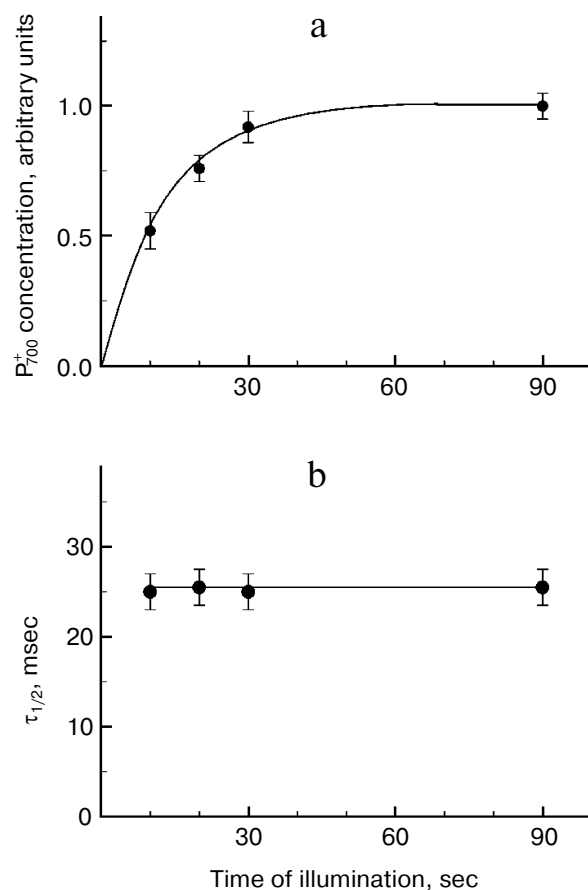 a
P⁺₇₀₀ concentration, arbitrary units
1.0
0.5
0.0
30
60
90
b
τ₁/₂, msec
30
20
10
0
30
60
90
Time of illumination, sec